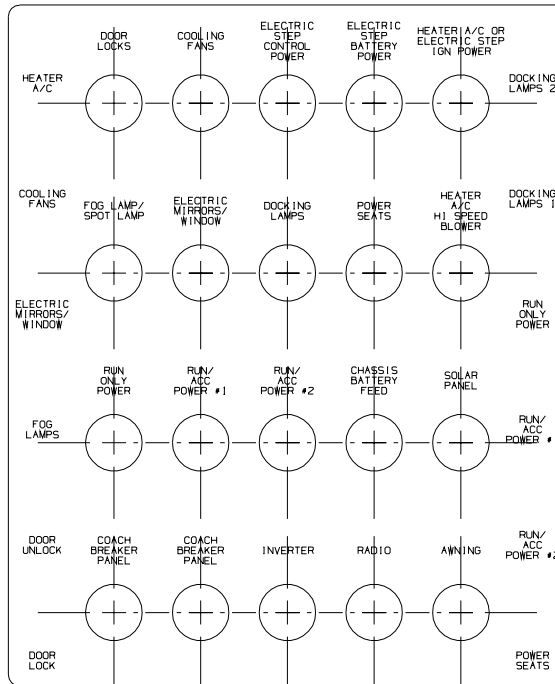 DOOR
LOCKS
COOLING
FANS
ELECTRIC
STEP
CONTROL
POWER
ELECTRIC
STEP
BATTERY
POWER
HEATER A/C OR
ELECTRIC STEP
IGN POWER
HEATER
A/C
DOCKING
LAMPS 2
COOLING
FANS
FOG LAMP/
SPOT LAMP
ELECTRIC
MIRRORS/
WINDOW
DOCKING
LAMPS
POWER
SEATS
HEATER
A/C
HI SPEED
BLOWER
DOCKING
LAMPS 1
ELECTRIC
MIRRORS/
WINDOW
RUN
ONLY
POWER
RUN
ONLY
POWER
RUN/
ACC
POWER #1
RUN/
ACC
POWER #2
CHASSIS
BATTERY
FEED
SOLAR
PANEL
FOG
LAMPS
RUN/
ACC
POWER #
DOOR
UNLOCK
COACH
BREAKER
PANEL
COACH
BREAKER
PANEL
INVERTER
RADIO
AWNING
RUN/
ACC
POWER #2
DOOR
LOCK
POWER
SEATS